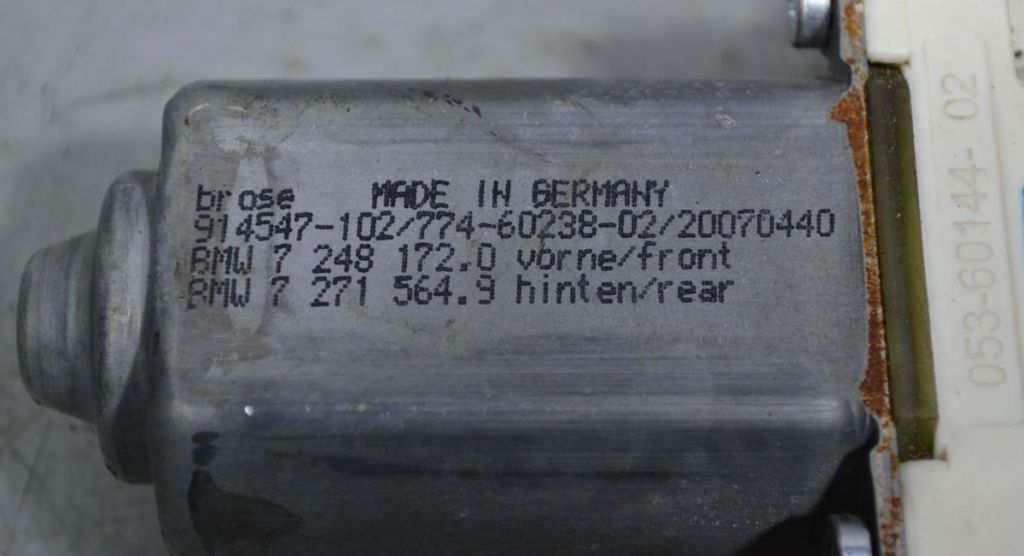 brose MADE IN GERMANY
914547-102/774-60238-02/20070440
BMW 7 248 172.0 vorne/front
BMW 7 271 564.9 hinten/rear
053-60144-02